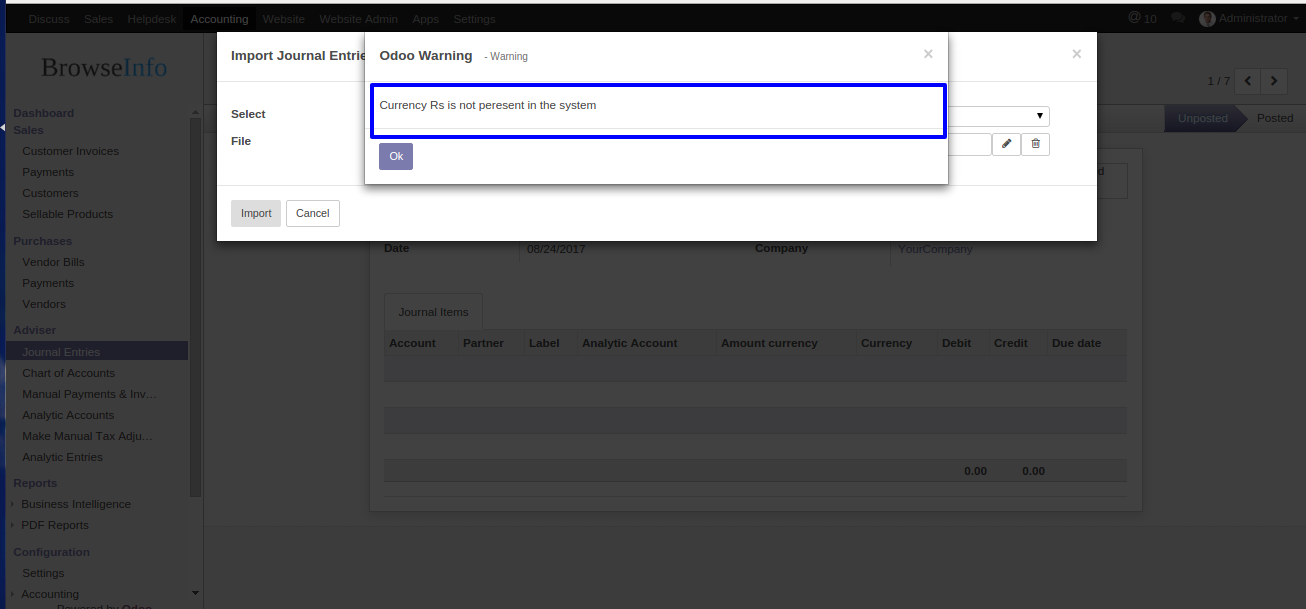 Discuss Sales Helpdesk Accounting Website Website Admin Apps Settings @ 10 Administrator
BrowseInfo
Import Journal Entrie
Odoo Warning - Warning × ×
1 / 7
Currency Rs is not peresent in the system
Select
File
Ok
Import Cancel
Unposted Posted
d
Dashboard
Sales
Customer Invoices
Payments
Customers
Sellable Products
Purchases
Vendor Bills
Payments
Vendors
Adviser
Journal Entries
Chart of Accounts
Manual Payments & Inv…
Analytic Accounts
Make Manual Tax Adju…
Analytic Entries
Reports
Business Intelligence
PDF Reports
Configuration
Settings
Accounting
Powered by Odoo
Date 08/24/2017 Company YourCompany
Journal Items
Account Partner Label Analytic Account Amount currency Currency Debit Credit Due date
0.00 0.00